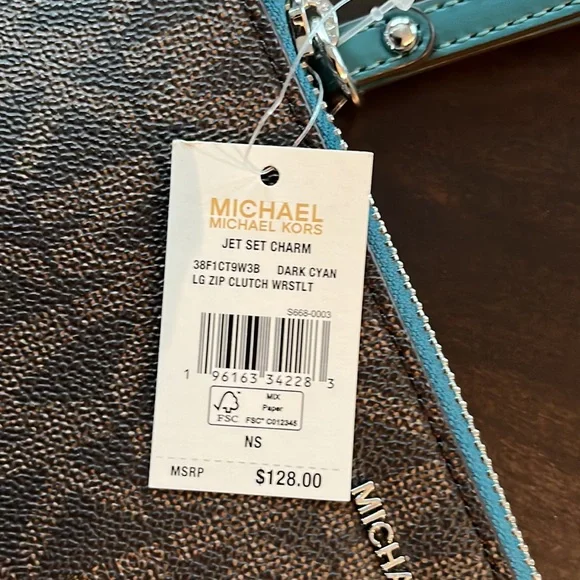 MICHAEL
MICHAEL KORS
JET SET CHARM
38F1CT9W3B DARK CYAN
LG ZIP CLUTCH WRSTLT
S668-0003
1 96163 34228 3
MIX
Paper
FSC FSC® C012345
NS
MSRP $128.00
MICHA